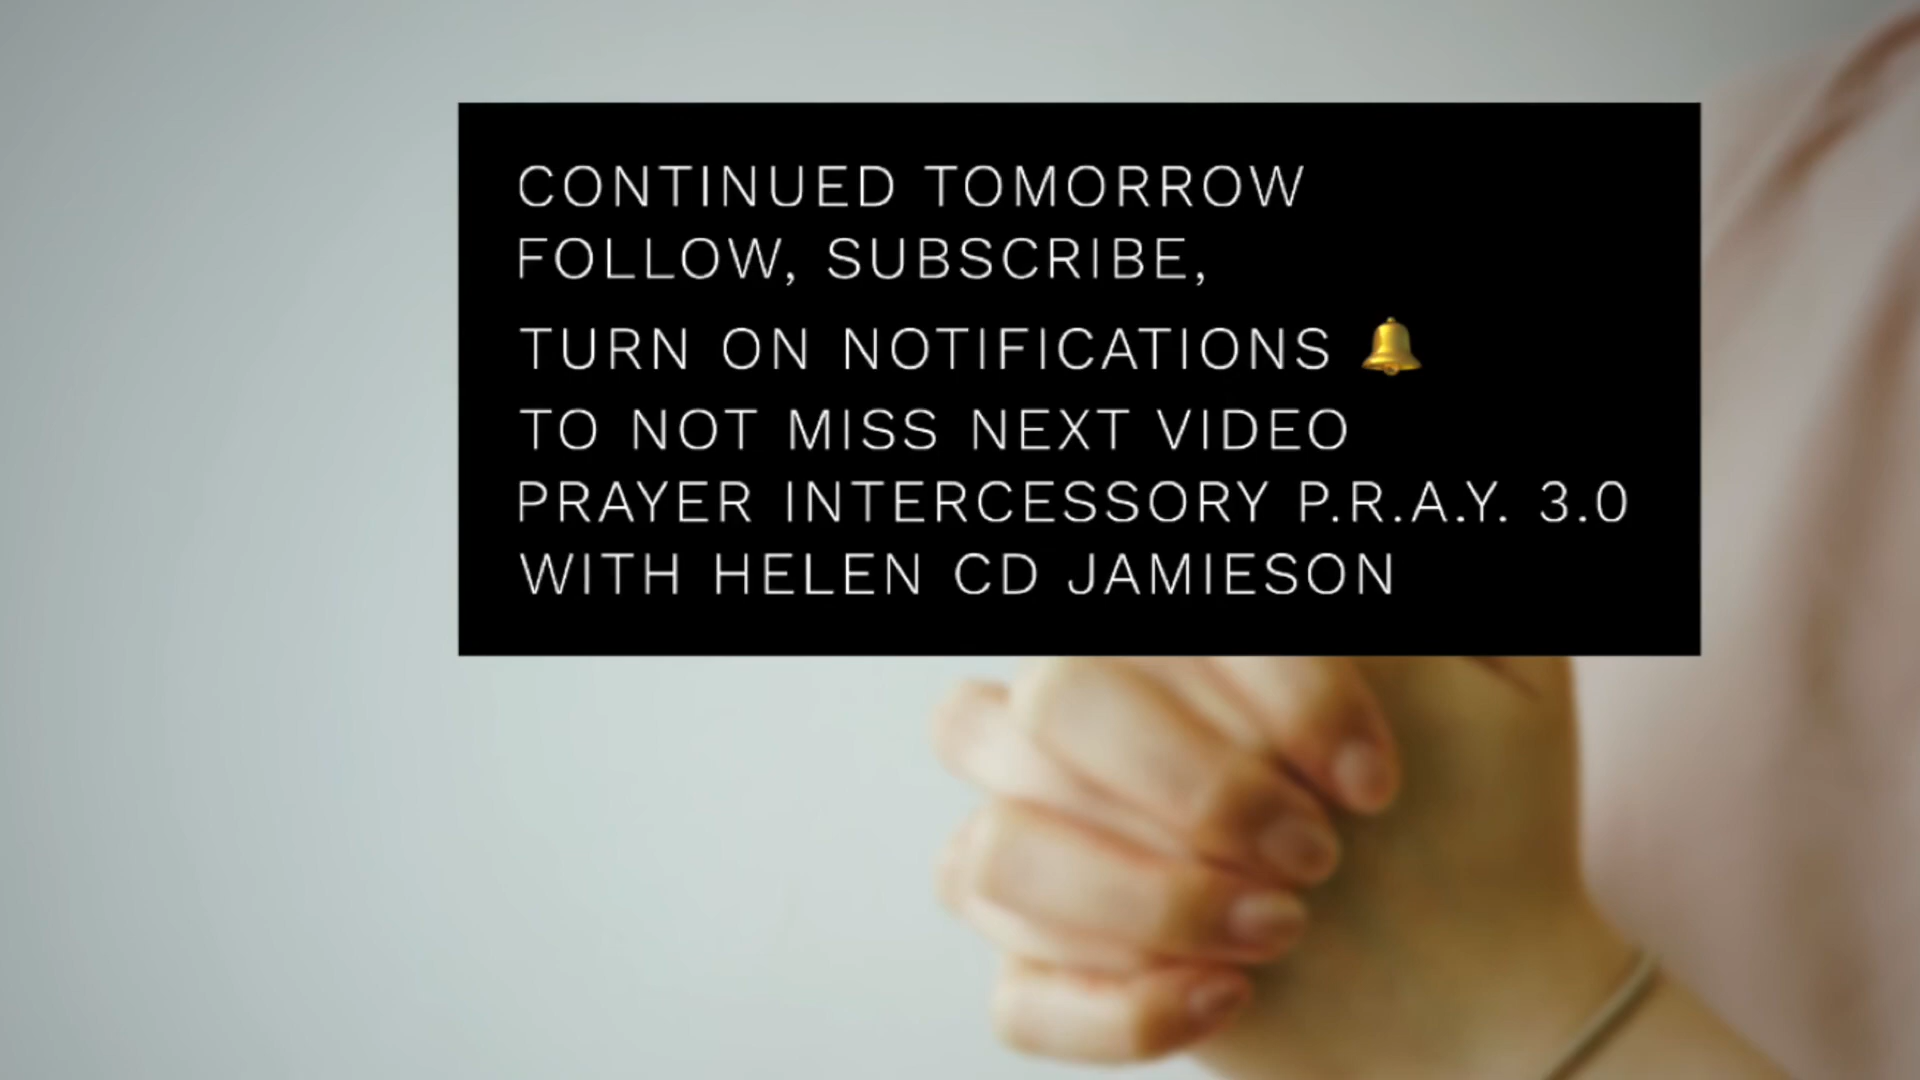 CONTINUED TOMORROW
FOLLOW, SUBSCRIBE,
TURN ON NOTIFICATIONS 🔔
TO NOT MISS NEXT VIDEO
PRAYER INTERCESSORY P.R.A.Y. 3.0
WITH HELEN CD JAMIESON